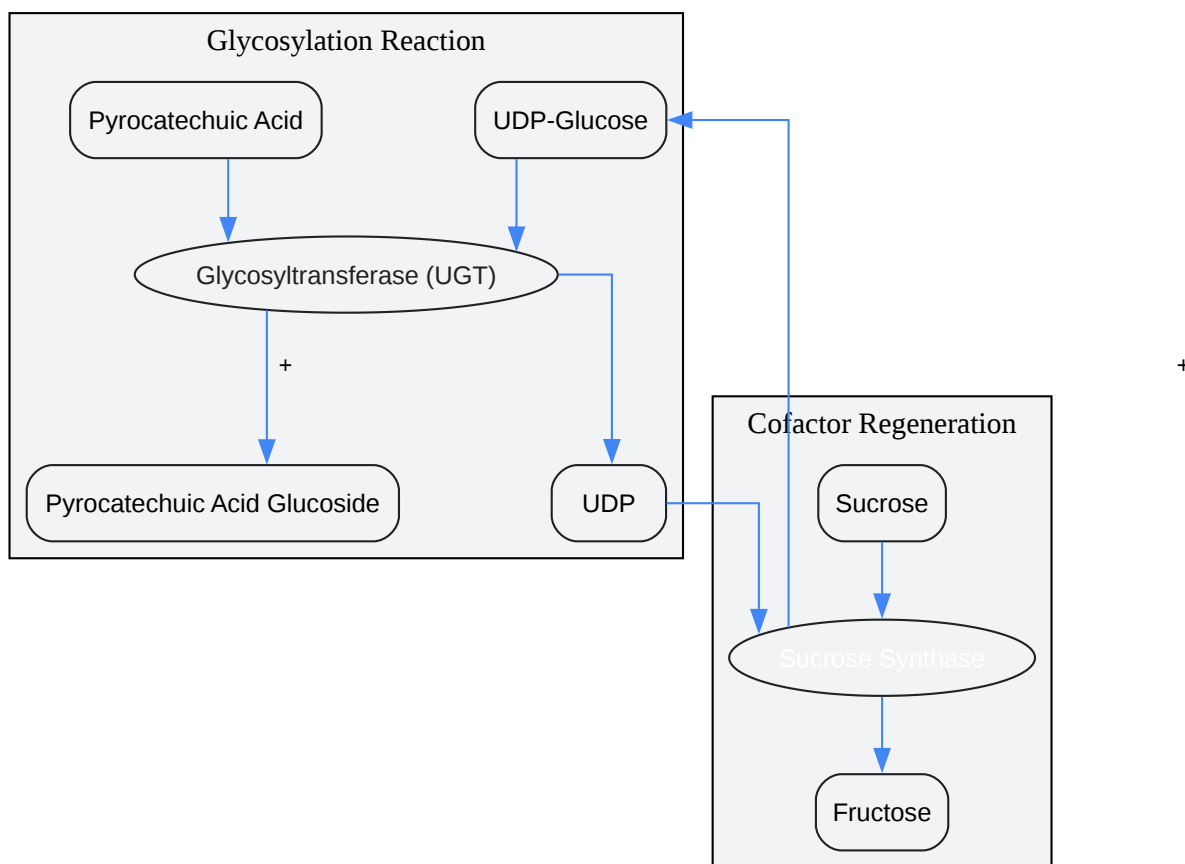 Glycosylation Reaction
Pyrocatechuic Acid
UDP-Glucose
Glycosyltransferase (UGT)
+
+
Cofactor Regeneration
Pyrocatechuic Acid Glucoside
UDP
Sucrose
Sucrose Synthase
Fructose